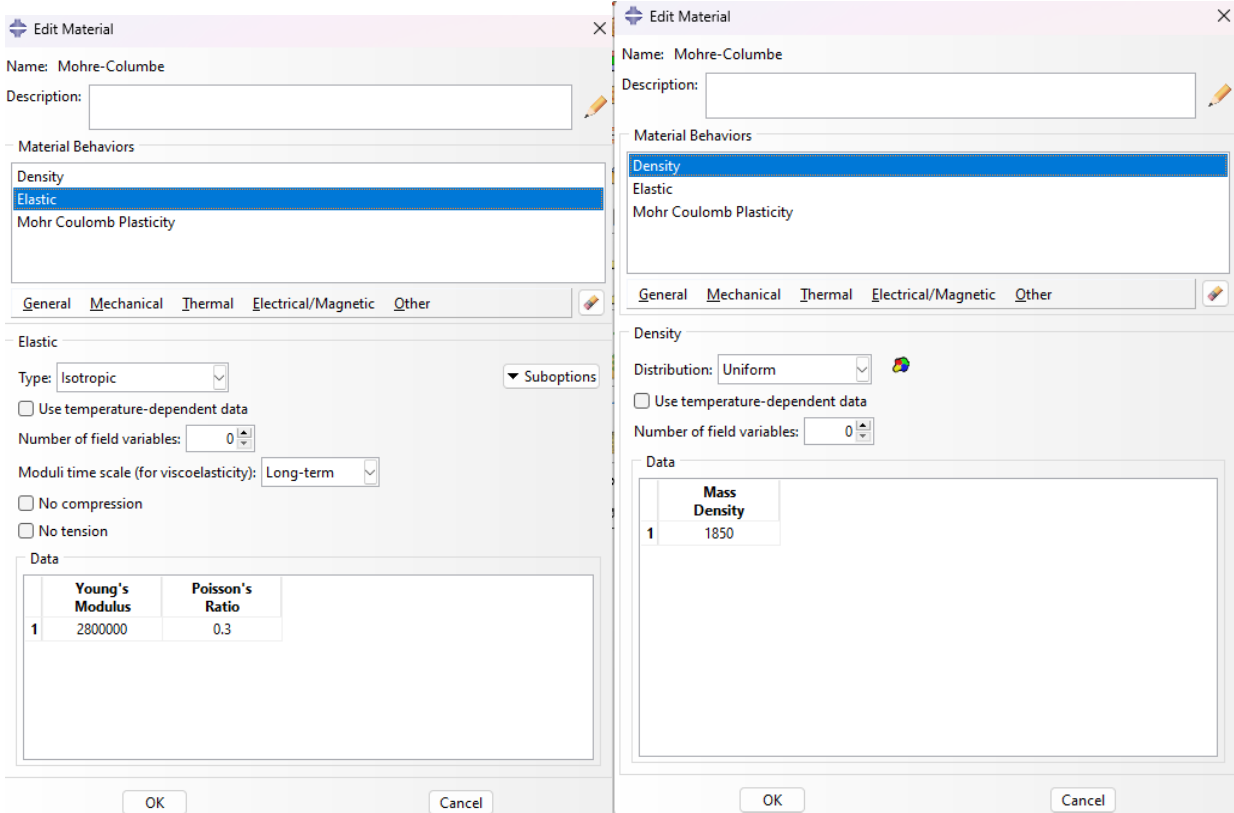 Edit Material
Name: Mohre-Columbe
Description:
Material Behaviors
Density
Elastic
Mohr Coulomb Plasticity
General Mechanical Thermal Electrical/Magnetic Other
Elastic
Type: Isotropic
Suboptions
Use temperature-dependent data
Number of field variables: 0
Moduli time scale (for viscoelasticity): Long-term
No compression
No tension
Data
Young's Poisson's
Modulus Ratio
1 2800000 0.3
OK Cancel
Edit Material
Name: Mohre-Columbe
Description:
Material Behaviors
Density
Elastic
Mohr Coulomb Plasticity
General Mechanical Thermal Electrical/Magnetic Other
Density
Distribution: Uniform
Use temperature-dependent data
Number of field variables: 0
Data
Mass
Density
1 1850
OK Cancel